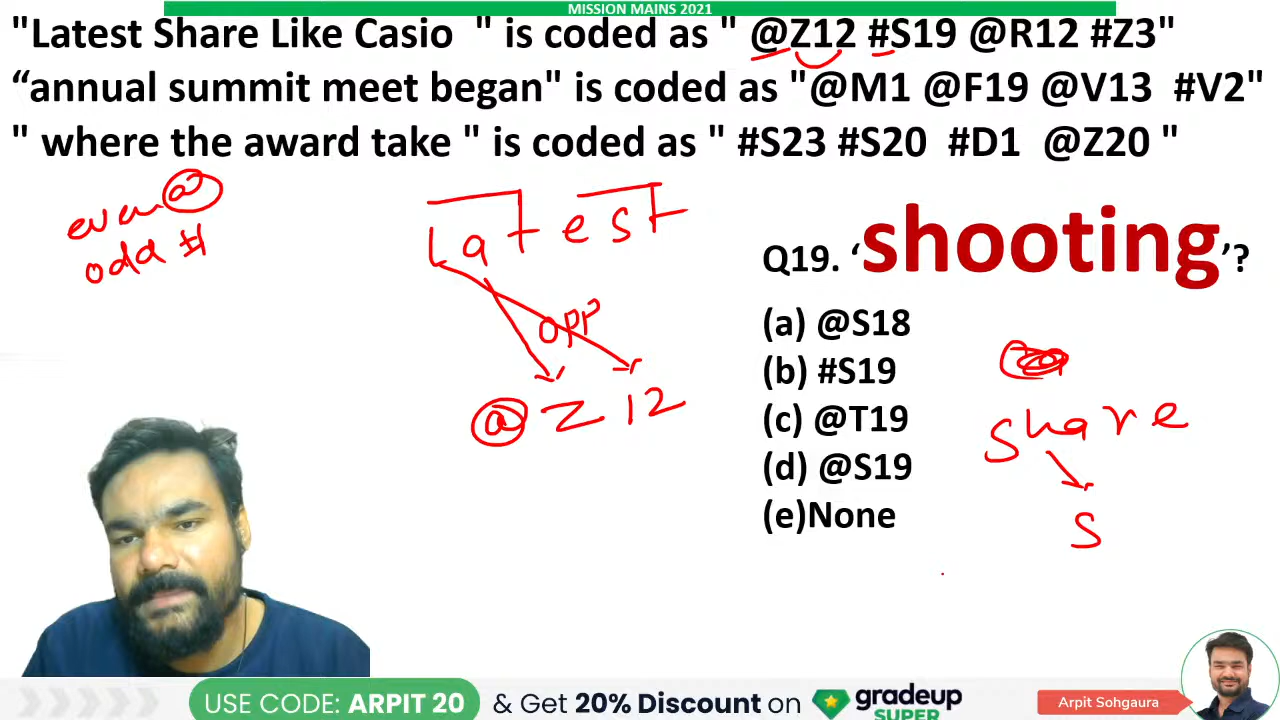 MISSION MAINS 2021
"Latest Share Like Casio " is coded as " @Z12 #S19 @R12 #Z3"
“annual summit meet began" is coded as "@M1 @F19 @V13 #V2"
" where the award take " is coded as " #S23 #S20 #D1 @Z20 "
even @
odd #
Latest
opp
@ Z 12
Q19. ‘shooting’?
(a) @S18
(b) #S19
(c) @T19
(d) @S19
(e)None
Share
S
USE CODE: ARPIT 20 & Get 20% Discount on gradeup SUPER
Arpit Sohgaura